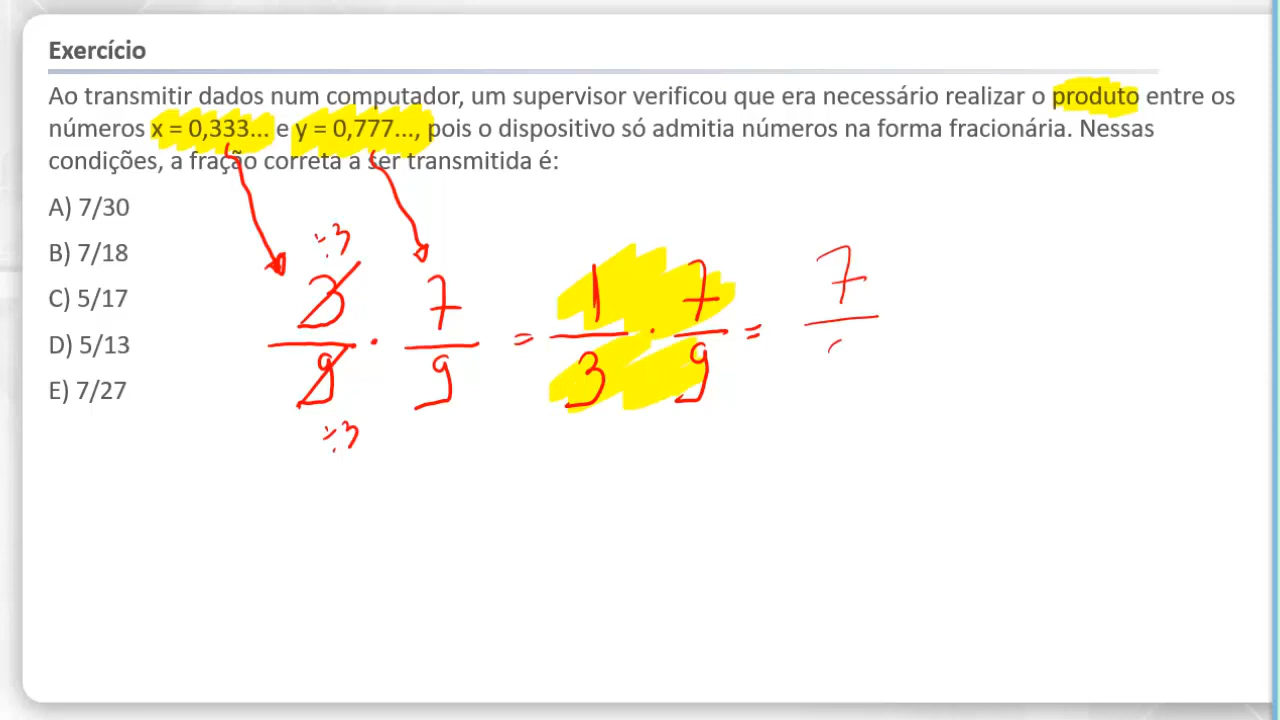 Exercício
Ao transmitir dados num computador, um supervisor verificou que era necessário realizar o produto entre os
números x = 0,333... e y = 0,777..., pois o dispositivo só admitia números na forma fracionária. Nessas
condições, a fração correta a ser transmitida é:
A) 7/30
B) 7/18
C) 5/17
D) 5/13
E) 7/27
÷3
3/9 · 7/9 = 1/3 · 7/9 = 7/
÷3